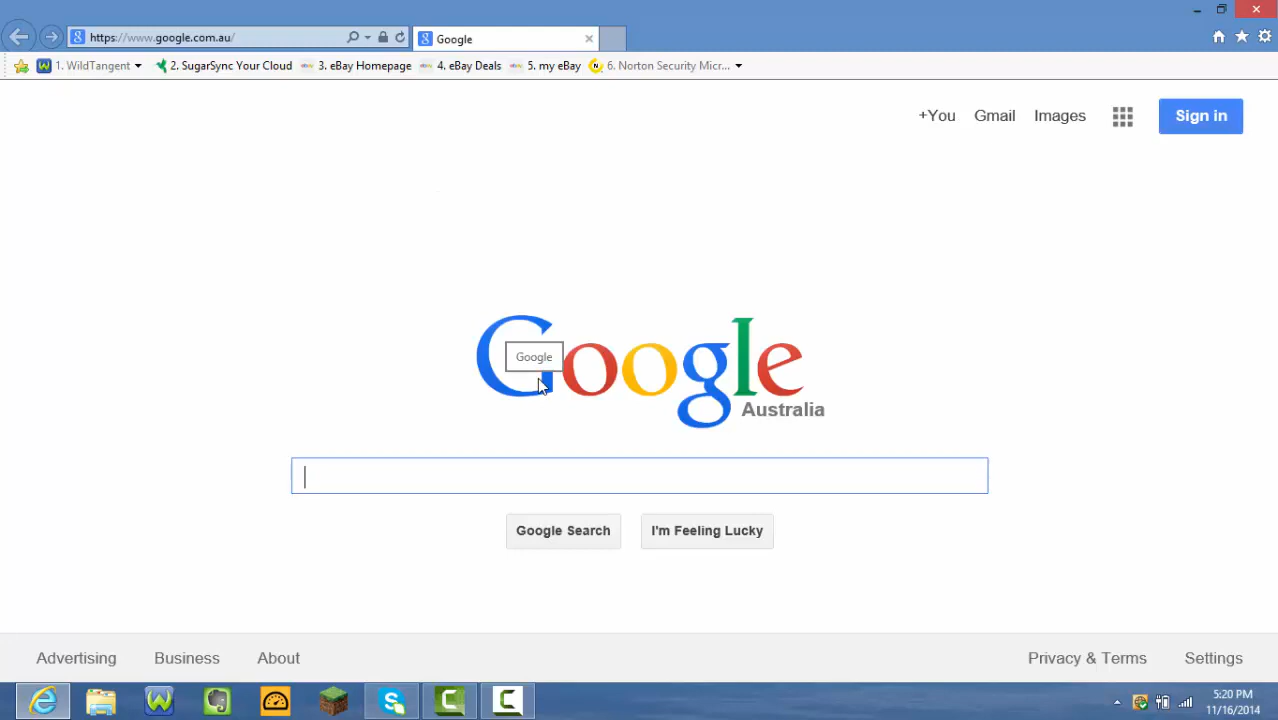 https://www.google.com.au/
Google
1. WildTangent
2. SugarSync Your Cloud
3. eBay Homepage
4. eBay Deals
5. my eBay
6. Norton Security Micr...
+You
Gmail
Images
Sign in
Google
Google
Australia
Google Search
I'm Feeling Lucky
Advertising
Business
About
Privacy & Terms
Settings
5:20 PM
11/16/2014